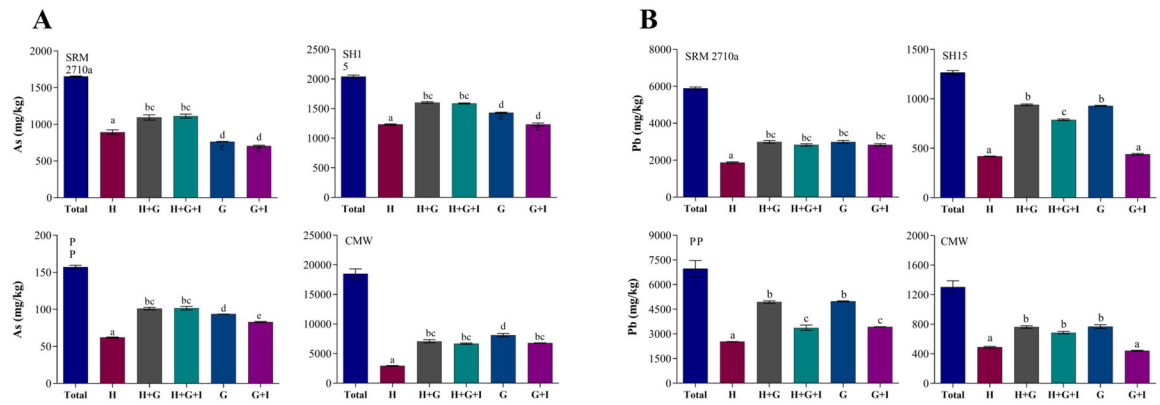 A
B
2000
1500
1000
500
0
As (mg/kg)
SRM
2710a
a
bc
bc
d
d
Total H H+G H+G+I G G+I
2500
2000
1500
1000
500
0
SH1
5
a
bc
bc
d
d
Total H H+G H+G+I G G+I
8000
6000
4000
2000
0
Pb (mg/kg)
SRM 2710a
a
bc
bc
bc
bc
Total H H+G H+G+I G G+I
1500
1000
500
0
SH15
a
b
c
b
a
Total H H+G H+G+I G G+I
200
150
100
50
0
As (mg/kg)
P
P
a
bc
bc
d
e
Total H H+G H+G+I G G+I
25000
20000
15000
10000
5000
0
CMW
a
bc
bc
d
bc
Total H H+G H+G+I G G+I
9000
7500
6000
4500
3000
1500
0
Pb (mg/kg)
PP
a
b
c
b
c
Total H H+G H+G+I G G+I
2000
1600
1200
800
400
0
CMW
a
b
b
b
a
Total H H+G H+G+I G G+I